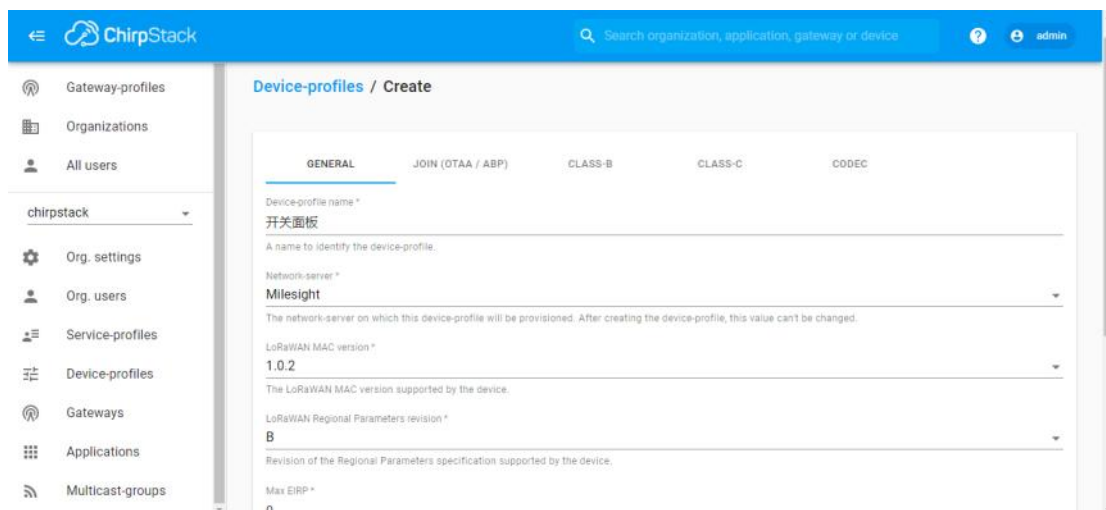 ChirpStack
Search organization, application, gateway or device
? admin
Gateway-profiles
Organizations
All users
chirpstack
Org. settings
Org. users
Service-profiles
Device-profiles
Gateways
Applications
Multicast-groups
Device-profiles / Create
GENERAL JOIN (OTAA / ABP) CLASS-B CLASS-C CODEC
Device-profile name *
开关面板
A name to identify the device-profile.
Network-server *
Milesight
The network-server on which this device-profile will be provisioned. After creating the device-profile, this value can't be changed.
LoRaWAN MAC version *
1.0.2
The LoRaWAN MAC version supported by the device.
LoRaWAN Regional Parameters revision *
B
Revision of the Regional Parameters specification supported by the device.
Max EIRP *